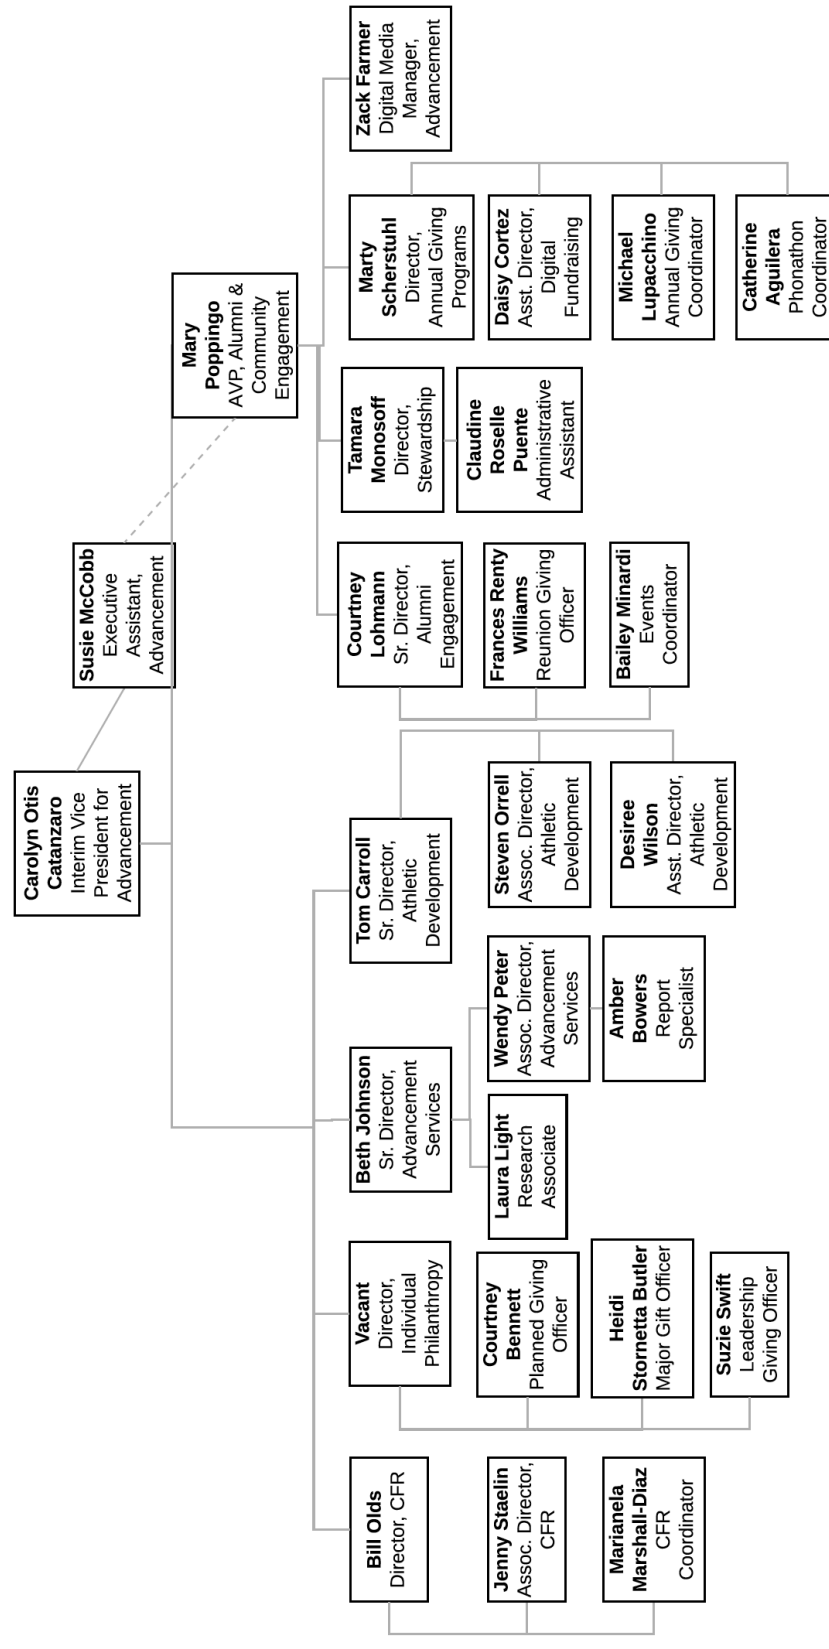 Carolyn Otis
Catanzaro
Interim Vice
President for
Advancement
Susie McCobb
Executive
Assistant,
Advancement
Mary
Poppingo
AVP, Alumni &
Community
Engagement
Bill Olds
Director, CFR
Jenny Staelin
Assoc. Director,
CFR
Marianela
Marshall-Diaz
CFR
Coordinator
Vacant
Director,
Individual
Philanthropy
Courtney
Bennett
Planned Giving
Officer
Heidi
Stornetta Butler
Major Gift Officer
Suzie Swift
Leadership
Giving Officer
Beth Johnson
Sr. Director,
Advancement
Services
Laura Light
Research
Associate
Wendy Peter
Assoc. Director,
Advancement
Services
Amber
Bowers
Report
Specialist
Tom Carroll
Sr. Director,
Athletic
Development
Steven Orrell
Assoc. Director,
Athletic
Development
Desiree
Wilson
Asst. Director,
Athletic
Development
Courtney
Lohmann
Sr. Director,
Alumni
Engagement
Frances Renty
Williams
Reunion Giving
Officer
Bailey Minardi
Events
Coordinator
Tamara
Monosoff
Director,
Stewardship
Claudine
Roselle
Puente
Administrative
Assistant
Marty
Scherstuhl
Director,
Annual Giving
Programs
Daisy Cortez
Asst. Director,
Digital
Fundraising
Michael
Lupacchino
Annual Giving
Coordinator
Catherine
Aguilera
Phonathon
Coordinator
Zack Farmer
Digital Media
Manager,
Advancement